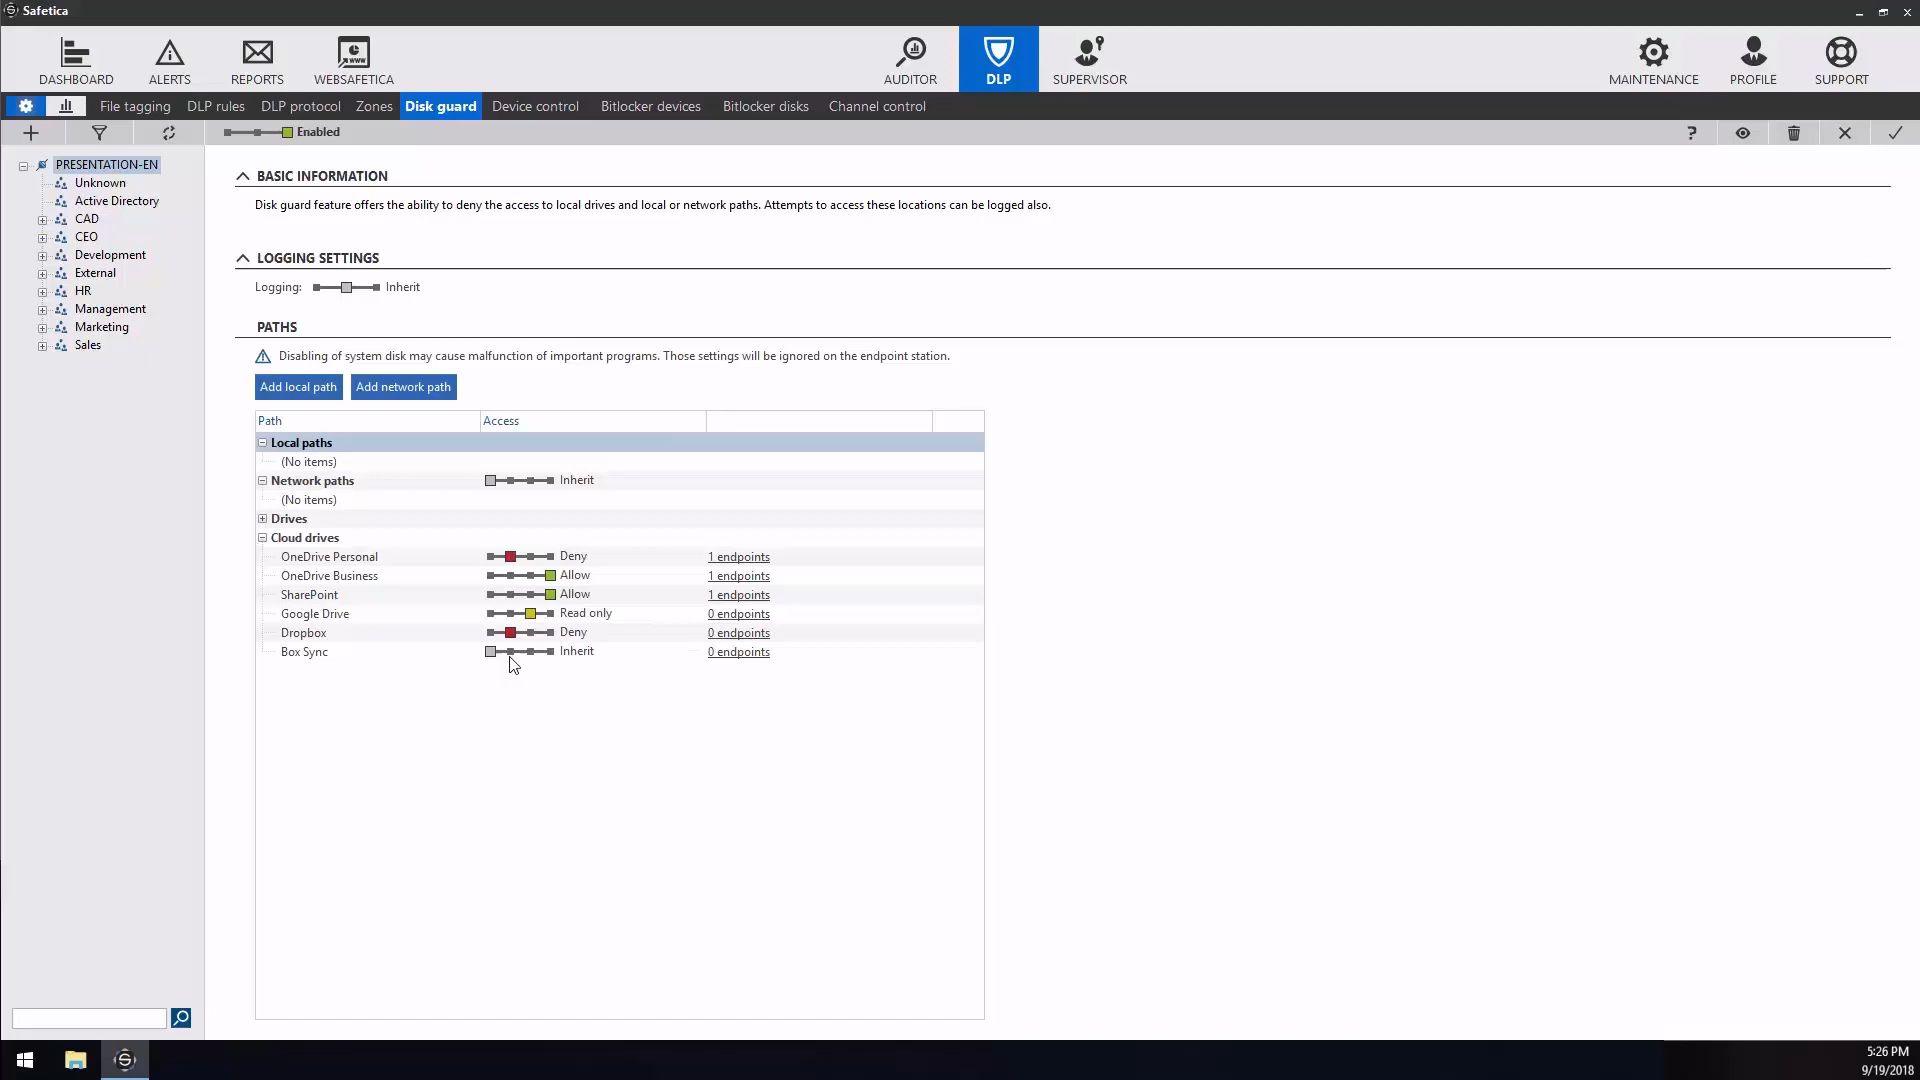 Safetica
DASHBOARD
ALERTS
REPORTS
WWW
WEBSAFETICA
AUDITOR
DLP
SUPERVISOR
MAINTENANCE
PROFILE
SUPPORT
File tagging
DLP rules
DLP protocol
Zones
Disk guard
Device control
Bitlocker devices
Bitlocker disks
Channel control
Enabled
?
PRESENTATION-EN
Unknown
Active Directory
CAD
CEO
Development
External
HR
Management
Marketing
Sales
BASIC INFORMATION
Disk guard feature offers the ability to deny the access to local drives and local or network paths. Attempts to access these locations can be logged also.
LOGGING SETTINGS
Logging: Inherit
PATHS
Disabling of system disk may cause malfunction of important programs. Those settings will be ignored on the endpoint station.
Add local path Add network path
Path Access
Local paths
(No items)
Network paths Inherit
(No items)
Drives
Cloud drives
OneDrive Personal Deny 1 endpoints
OneDrive Business Allow 1 endpoints
SharePoint Allow 1 endpoints
Google Drive Read only 0 endpoints
Dropbox Deny 0 endpoints
Box Sync Inherit 0 endpoints
5:26 PM
9/19/2018